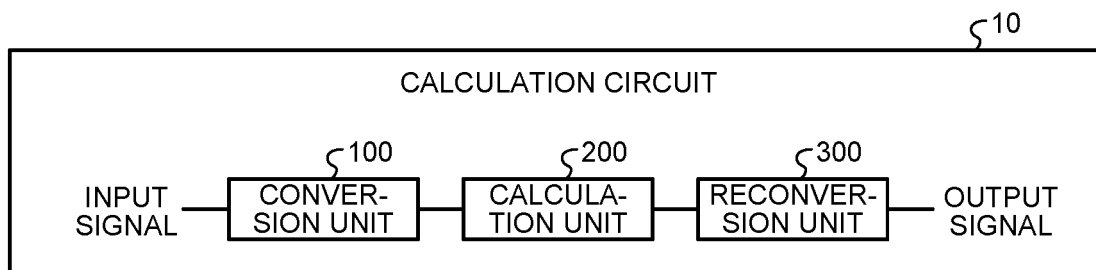 10
CALCULATION CIRCUIT
100
200
300
INPUT
SIGNAL
CONVER-
SION UNIT
CALCULA-
TION UNIT
RECONVER-
SION UNIT
OUTPUT
SIGNAL